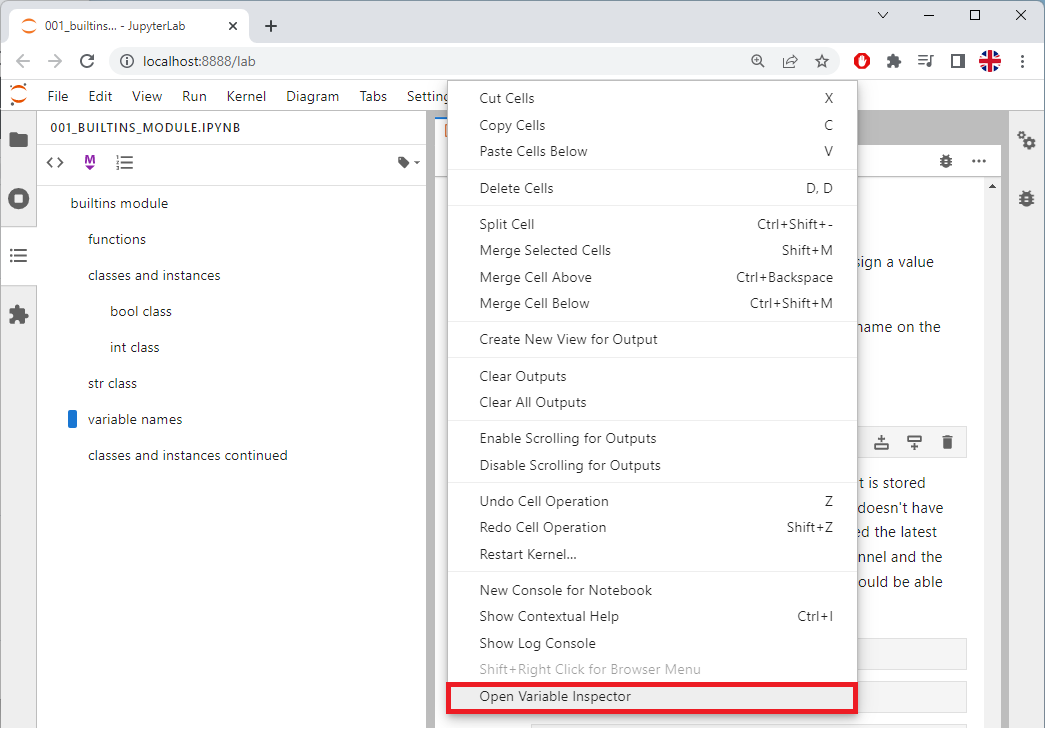 001_builtins... - JupyterLab
localhost:8888/lab
File Edit View Run Kernel Diagram Tabs
001_BUILTINS_MODULE.IPYNB
M
builtins module
functions
classes and instances
bool class
int class
str class
variable names
classes and instances continued
Cut Cells X
Copy Cells C
Paste Cells Below V
Delete Cells D, D
Split Cell Ctrl+Shift+-
Merge Selected Cells Shift+M
Merge Cell Above Ctrl+Backspace
Merge Cell Below Ctrl+Shift+M
Create New View for Output
Clear Outputs
Clear All Outputs
Enable Scrolling for Outputs
Disable Scrolling for Outputs
Undo Cell Operation Z
Redo Cell Operation Shift+Z
Restart Kernel...
New Console for Notebook
Show Contextual Help Ctrl+I
Show Log Console
Shift+Right Click for Browser Menu
Open Variable Inspector
a value
on the
is stored
doesn't have
the latest
and the
be able